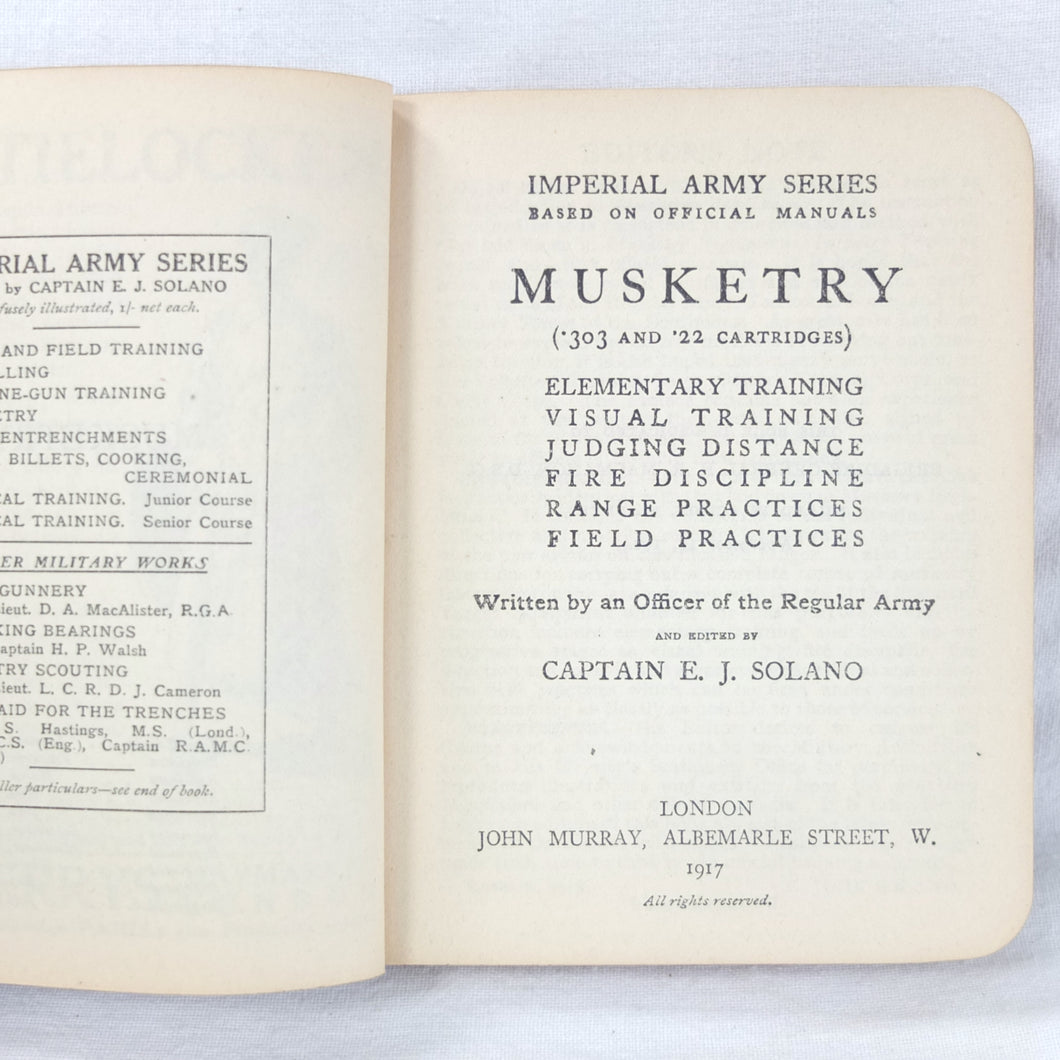 RIAL ARMY SERIES
by CAPTAIN E. J. SOLANO
fusely illustrated, 1/- net each.
AND FIELD TRAINING
LLING
NE-GUN TRAINING
ETRY
ENTRENCHMENTS
BILLETS, COOKING,
CEREMONIAL
CAL TRAINING. Junior Course
CAL TRAINING. Senior Course
ER MILITARY WORKS
GUNNERY
ieut. D. A. MacAlister, R.G.A.
KING BEARINGS
aptain H. P. Walsh
TRY SCOUTING
ieut. L. C. R. D. J. Cameron
AID FOR THE TRENCHES
S. Hastings, M.S. (Lond.),
C.S. (Eng.), Captain R.A.M.C.
)
ller particulars—see end of book.
IMPERIAL ARMY SERIES
BASED ON OFFICIAL MANUALS
MUSKETRY
(·303 AND ·22 CARTRIDGES)
ELEMENTARY TRAINING
VISUAL TRAINING
JUDGING DISTANCE
FIRE DISCIPLINE
RANGE PRACTICES
FIELD PRACTICES
Written by an Officer of the Regular Army
AND EDITED BY
CAPTAIN E. J. SOLANO
LONDON
JOHN MURRAY, ALBEMARLE STREET, W.
1917
All rights reserved.